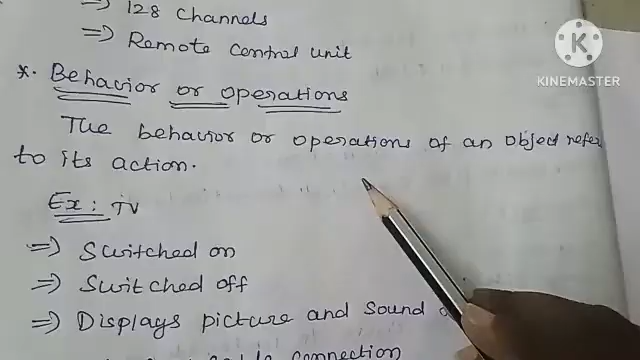 => 128 Channels
=> Remote control unit
*. Behavior or operations
The behavior or operations of an object refer
to its action.
Ex: TV
=> Switched on
=> Switched off
=> Displays picture and Sound
connection
K
KINEMASTER